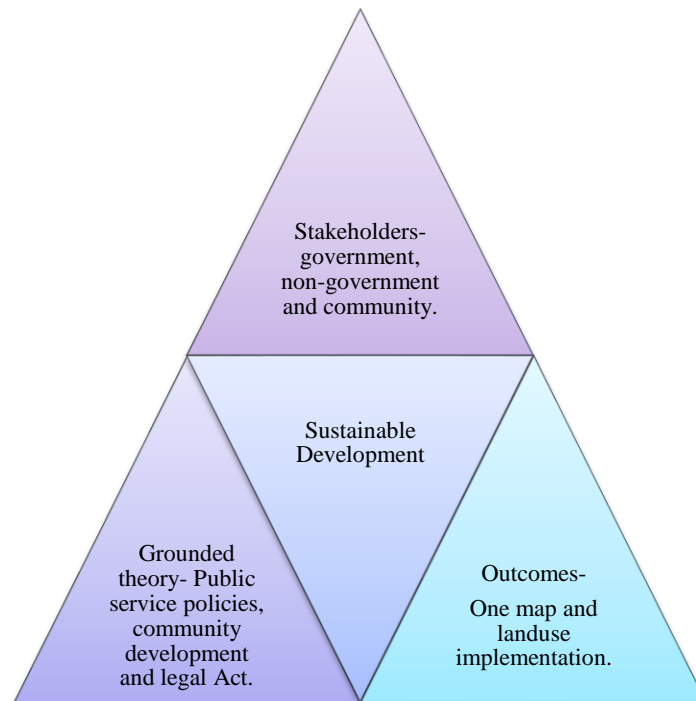 Stakeholders-
government,
non-government
and community.
Sustainable
Development
Grounded
theory- Public
service policies,
community
development
and legal Act.
Outcomes-
One map and
landuse
implementation.